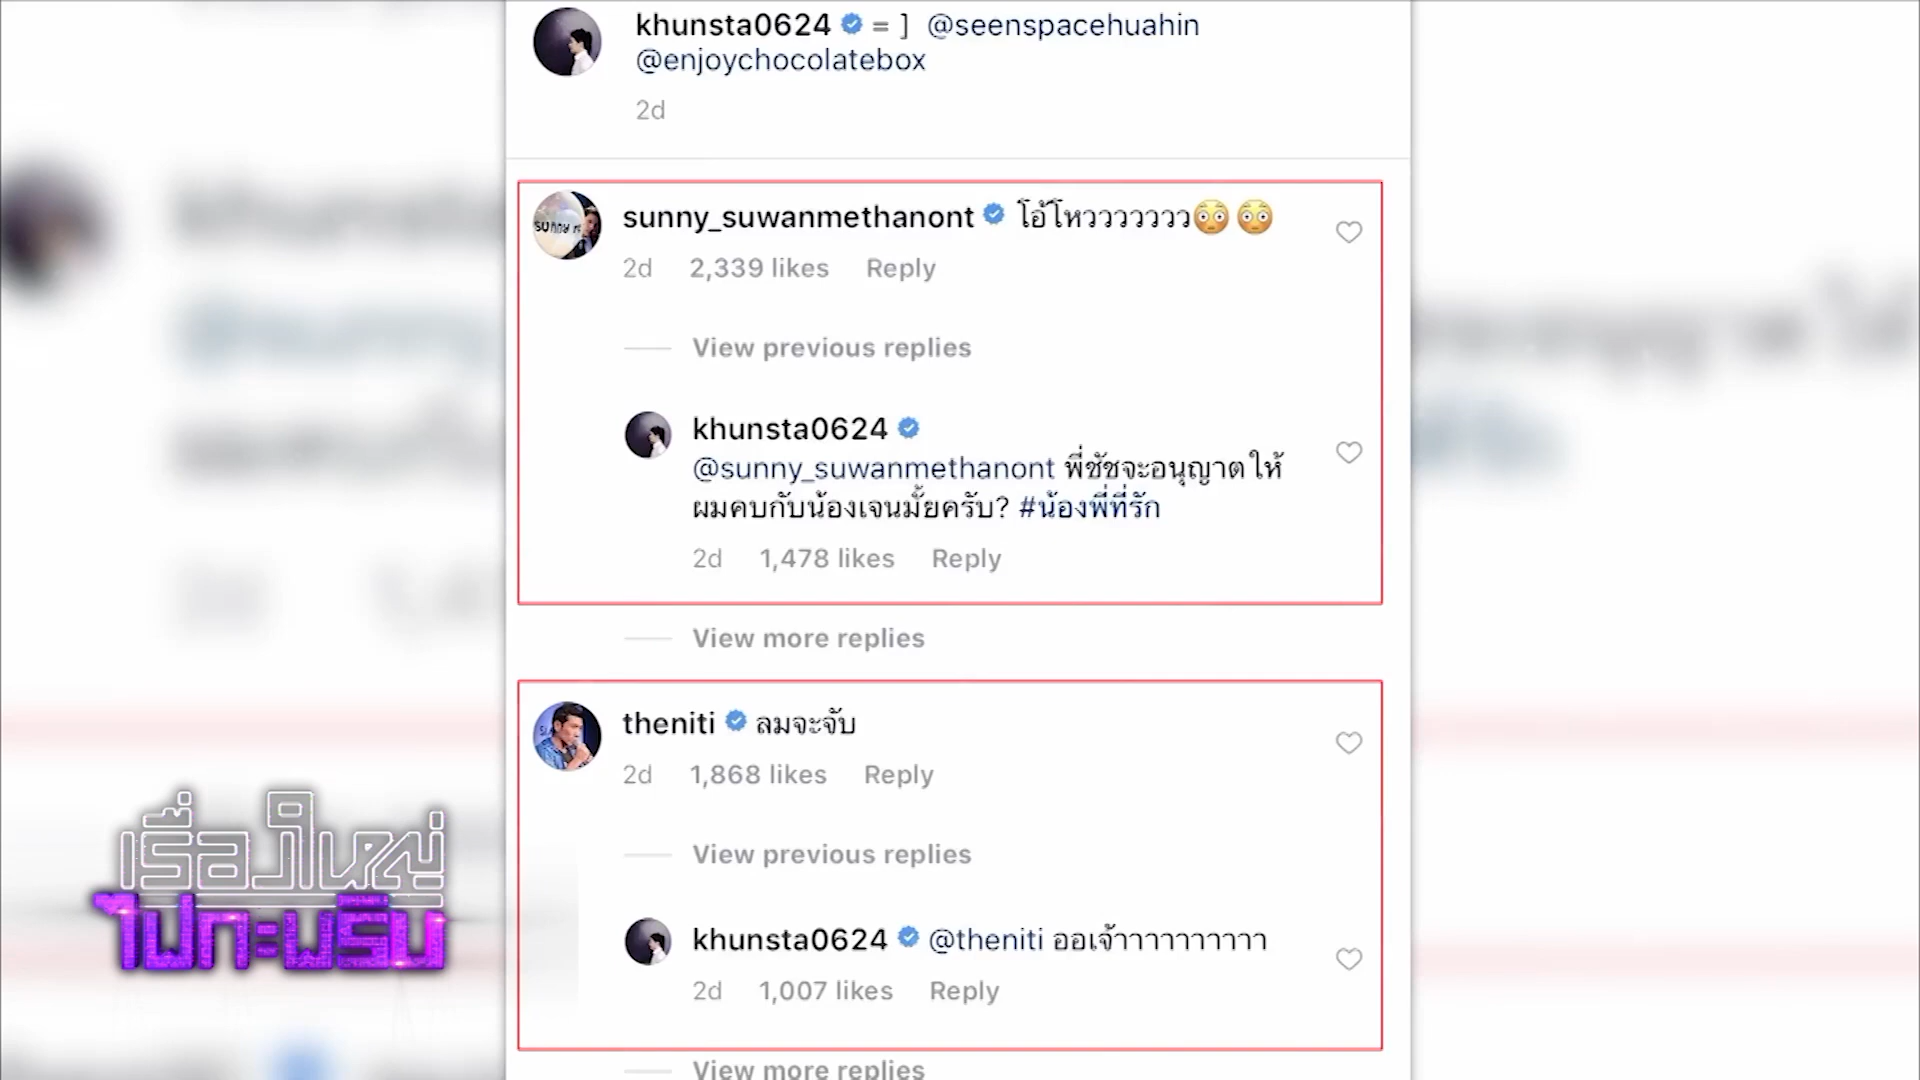 khunsta0624 = ] @seenspacehuahin
@enjoychocolatebox
2d
sunny_suwanmethanont โอ้โหววววววว😳😳
2d 2,339 likes Reply
View previous replies
khunsta0624
@sunny_suwanmethanont พี่ชัชจะอนุญาตให้
ผมคบกับน้องเจนมั้ยครับ? #น้องพี่ที่รัก
2d 1,478 likes Reply
View more replies
theniti ลมจะจับ
2d 1,868 likes Reply
View previous replies
khunsta0624 @theniti ออเจ้าาาาาาาาาา
2d 1,007 likes Reply
View more replies
เรื่องใหญ่
ไฟกะพริบ